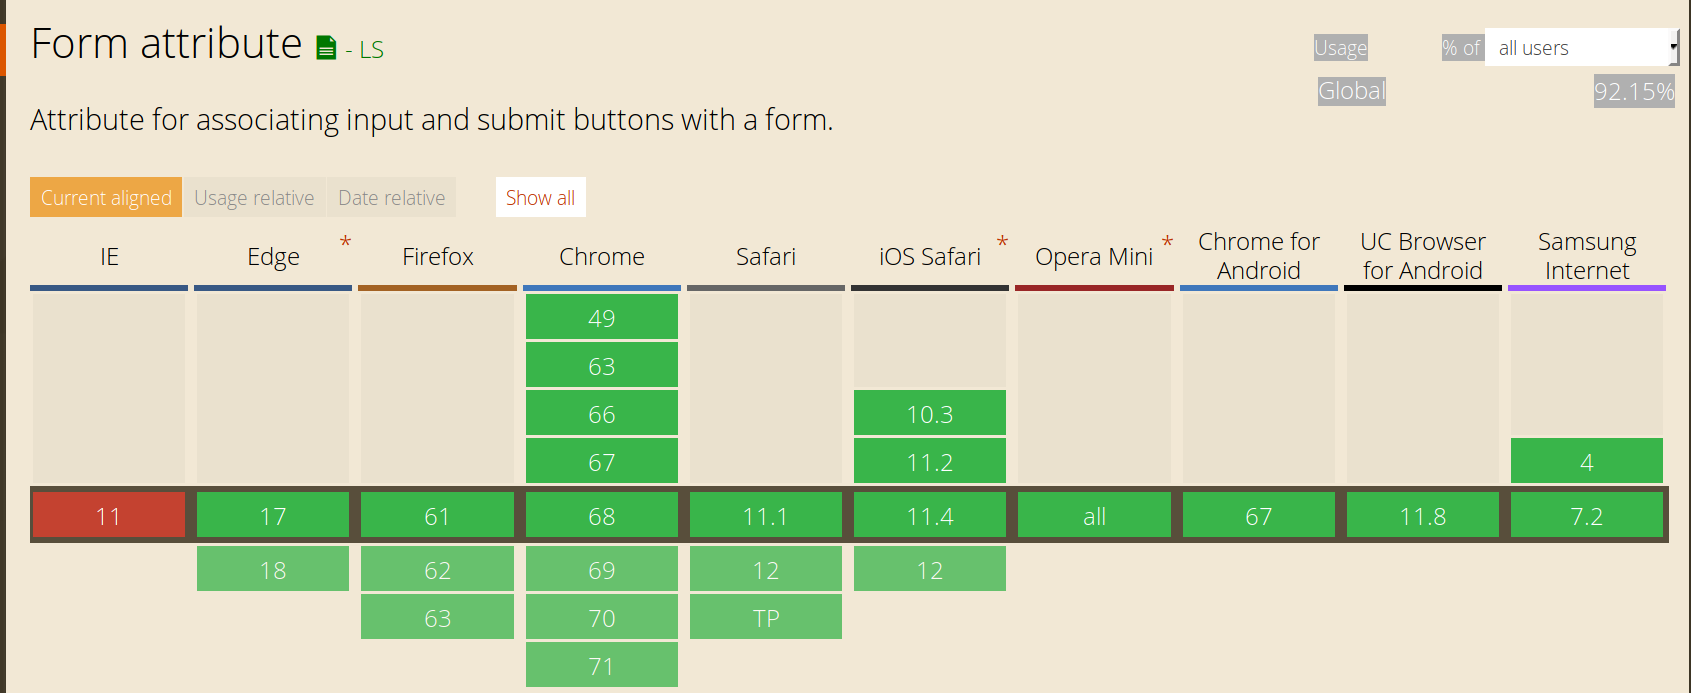 Form attribute - LS
Usage % of all users
Global 92.15%
Attribute for associating input and submit buttons with a form.
Current aligned Usage relative Date relative Show all
IE Edge * Firefox Chrome Safari iOS Safari * Opera Mini * Chrome for Android UC Browser for Android Samsung Internet
49
63
66 10.3
67 11.2 4
11 17 61 68 11.1 11.4 all 67 11.8 7.2
18 62 69 12 12
63 70 TP
71